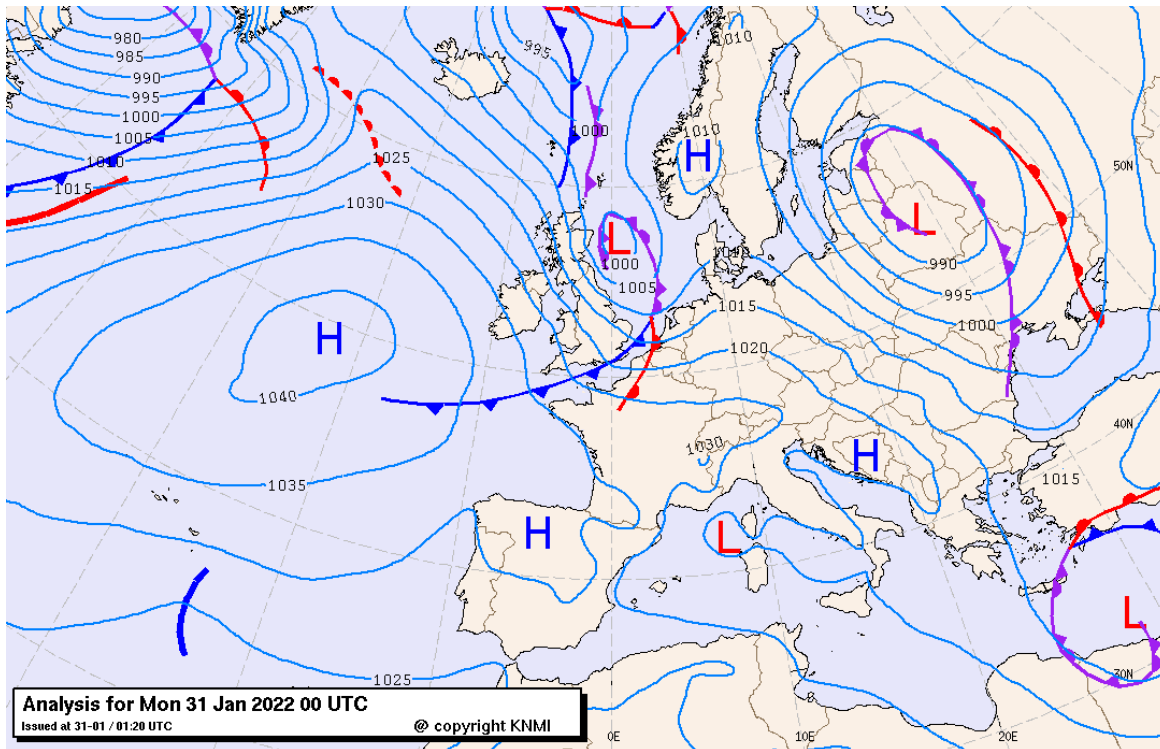 980
985
990
995
1000
1005
1010
1015
995
1000
1010
1010
H
1025
1030
50N
L
1000
1005
1010
1015
1020
L
990
995
1000
H
1040
1035
40N
1030
H
1015
H
L
L
30N
1025
Analysis for Mon 31 Jan 2022 00 UTC
Issued at 31-01 / 01:20 UTC @ copyright KNMI
0E
10E
20E